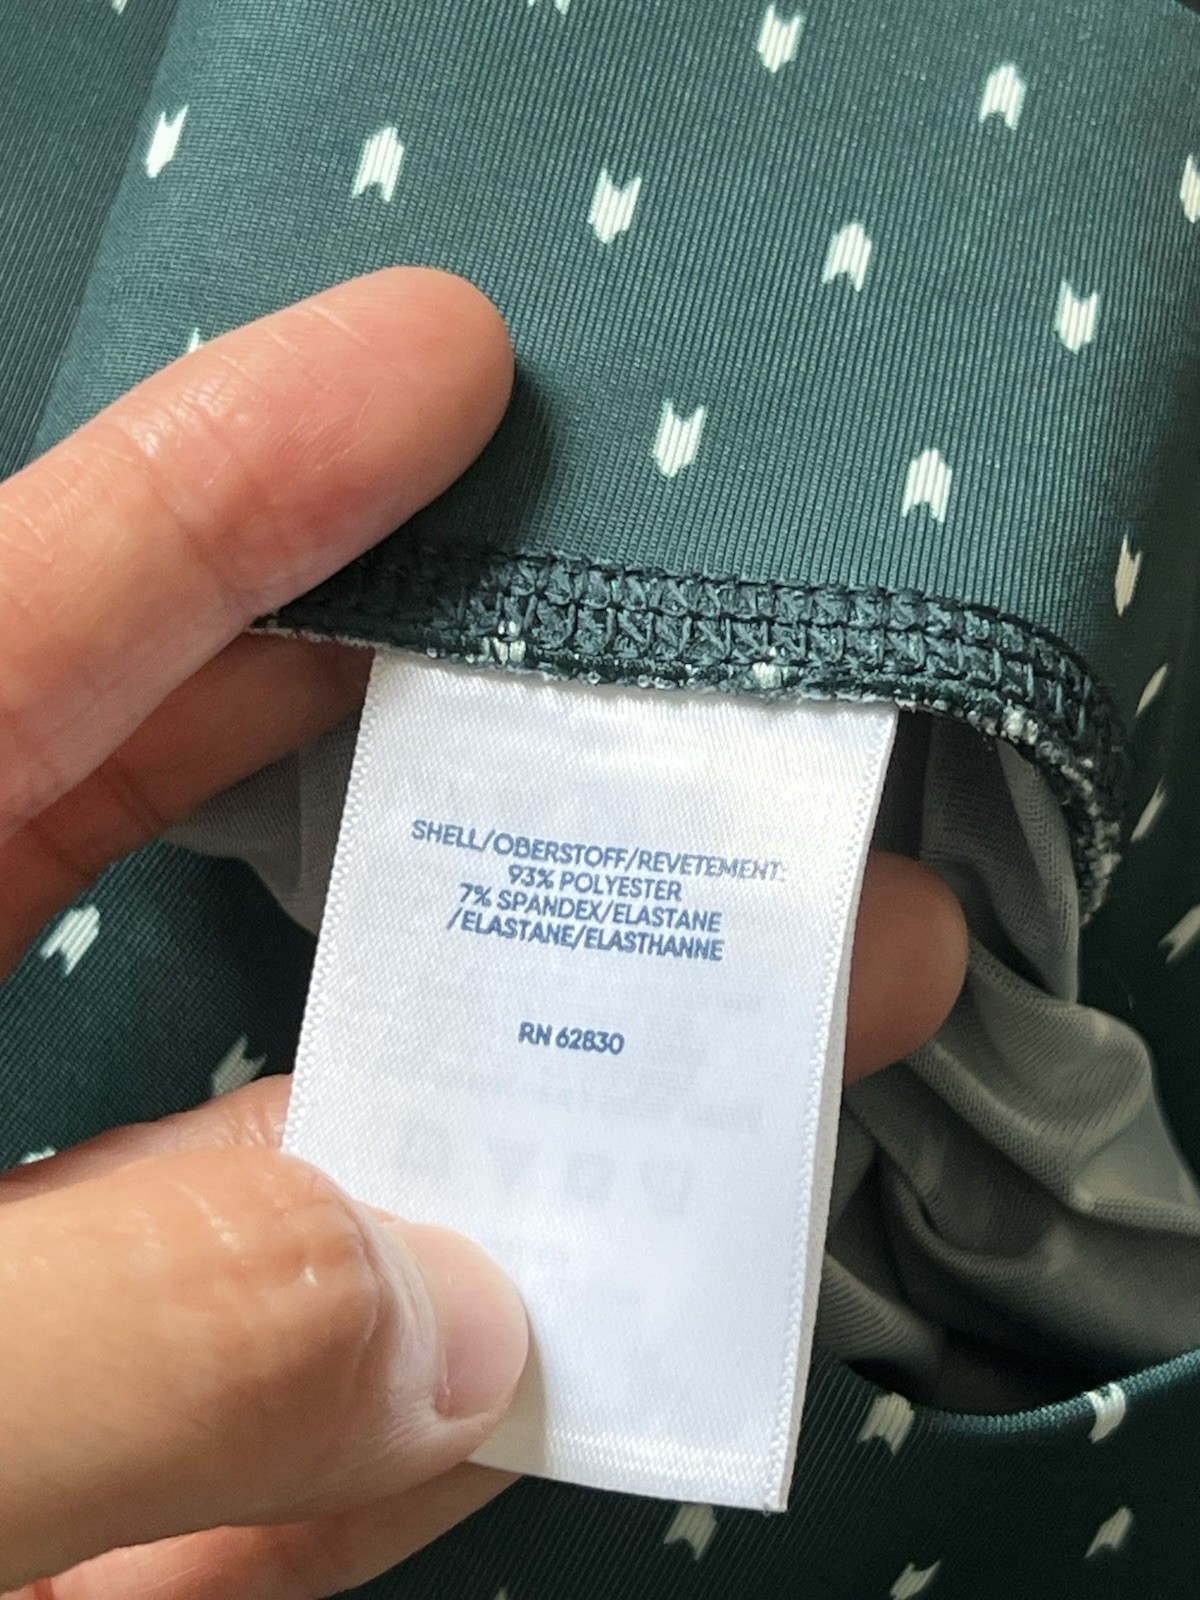 SHELL/OBERSTOFF/REVETEMENT:
93% POLYESTER
7% SPANDEX/ELASTANE
/ELASTANE/ELASTHANNE
RN 62830